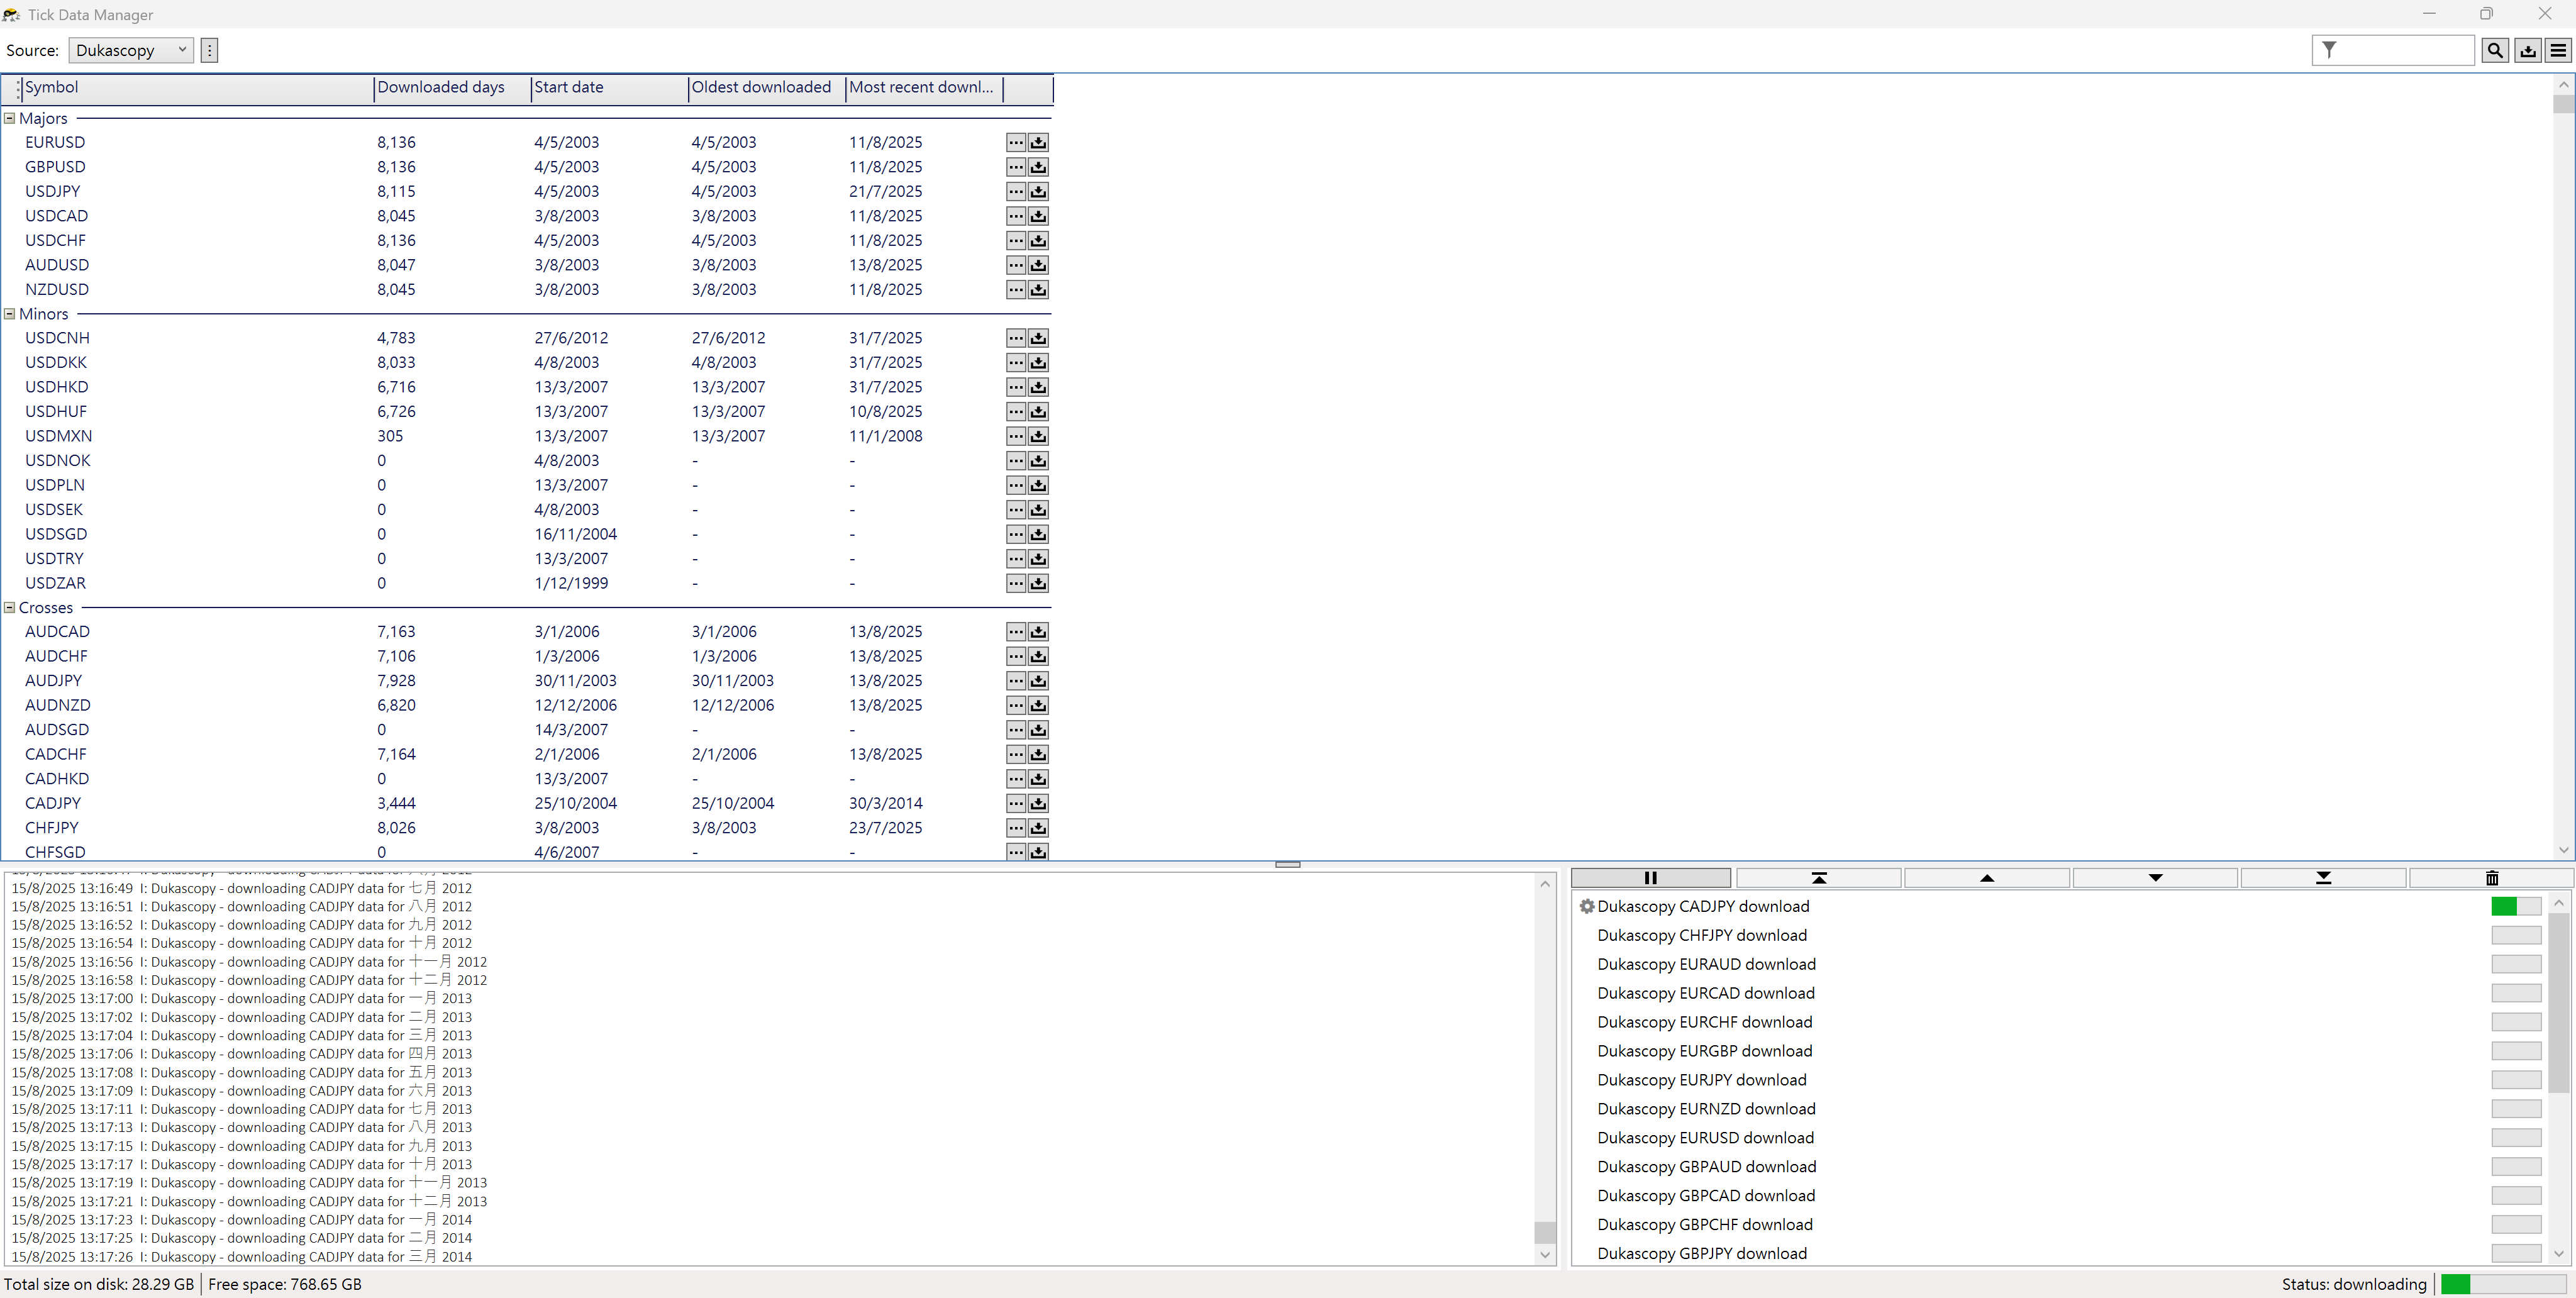 Tick Data Manager
Source: Dukascopy
Symbol Downloaded days Start date Oldest downloaded Most recent downl...
Majors
EURUSD 8,136 4/5/2003 4/5/2003 11/8/2025
GBPUSD 8,136 4/5/2003 4/5/2003 11/8/2025
USDJPY 8,115 4/5/2003 4/5/2003 21/7/2025
USDCAD 8,045 3/8/2003 3/8/2003 11/8/2025
USDCHF 8,136 4/5/2003 4/5/2003 11/8/2025
AUDUSD 8,047 3/8/2003 3/8/2003 13/8/2025
NZDUSD 8,045 3/8/2003 3/8/2003 11/8/2025
Minors
USDCNH 4,783 27/6/2012 27/6/2012 31/7/2025
USDDKK 8,033 4/8/2003 4/8/2003 31/7/2025
USDHKD 6,716 13/3/2007 13/3/2007 31/7/2025
USDHUF 6,726 13/3/2007 13/3/2007 10/8/2025
USDMXN 305 13/3/2007 13/3/2007 11/1/2008
USDNOK 0 4/8/2003 - -
USDPLN 0 13/3/2007 - -
USDSEK 0 4/8/2003 - -
USDSGD 0 16/11/2004 - -
USDTRY 0 13/3/2007 - -
USDZAR 0 1/12/1999 - -
Crosses
AUDCAD 7,163 3/1/2006 3/1/2006 13/8/2025
AUDCHF 7,106 1/3/2006 1/3/2006 13/8/2025
AUDJPY 7,928 30/11/2003 30/11/2003 13/8/2025
AUDNZD 6,820 12/12/2006 12/12/2006 13/8/2025
AUDSGD 0 14/3/2007 - -
CADCHF 7,164 2/1/2006 2/1/2006 13/8/2025
CADHKD 0 13/3/2007 - -
CADJPY 3,444 25/10/2004 25/10/2004 30/3/2014
CHFJPY 8,026 3/8/2003 3/8/2003 23/7/2025
CHFSGD 0 4/6/2007 - -
15/8/2025 13:16:49 I: Dukascopy - downloading CADJPY data for 七月 2012
15/8/2025 13:16:51 I: Dukascopy - downloading CADJPY data for 八月 2012
15/8/2025 13:16:52 I: Dukascopy - downloading CADJPY data for 九月 2012
15/8/2025 13:16:54 I: Dukascopy - downloading CADJPY data for 十月 2012
15/8/2025 13:16:56 I: Dukascopy - downloading CADJPY data for 十一月 2012
15/8/2025 13:16:58 I: Dukascopy - downloading CADJPY data for 十二月 2012
15/8/2025 13:17:00 I: Dukascopy - downloading CADJPY data for 一月 2013
15/8/2025 13:17:02 I: Dukascopy - downloading CADJPY data for 二月 2013
15/8/2025 13:17:04 I: Dukascopy - downloading CADJPY data for 三月 2013
15/8/2025 13:17:06 I: Dukascopy - downloading CADJPY data for 四月 2013
15/8/2025 13:17:08 I: Dukascopy - downloading CADJPY data for 五月 2013
15/8/2025 13:17:09 I: Dukascopy - downloading CADJPY data for 六月 2013
15/8/2025 13:17:11 I: Dukascopy - downloading CADJPY data for 七月 2013
15/8/2025 13:17:13 I: Dukascopy - downloading CADJPY data for 八月 2013
15/8/2025 13:17:15 I: Dukascopy - downloading CADJPY data for 九月 2013
15/8/2025 13:17:17 I: Dukascopy - downloading CADJPY data for 十月 2013
15/8/2025 13:17:19 I: Dukascopy - downloading CADJPY data for 十一月 2013
15/8/2025 13:17:21 I: Dukascopy - downloading CADJPY data for 十二月 2013
15/8/2025 13:17:23 I: Dukascopy - downloading CADJPY data for 一月 2014
15/8/2025 13:17:25 I: Dukascopy - downloading CADJPY data for 二月 2014
15/8/2025 13:17:26 I: Dukascopy - downloading CADJPY data for 三月 2014
Dukascopy CADJPY download
Dukascopy CHFJPY download
Dukascopy EURAUD download
Dukascopy EURCAD download
Dukascopy EURCHF download
Dukascopy EURGBP download
Dukascopy EURJPY download
Dukascopy EURNZD download
Dukascopy EURUSD download
Dukascopy GBPAUD download
Dukascopy GBPCAD download
Dukascopy GBPCHF download
Dukascopy GBPJPY download
Total size on disk: 28.29 GB Free space: 768.65 GB
Status: downloading